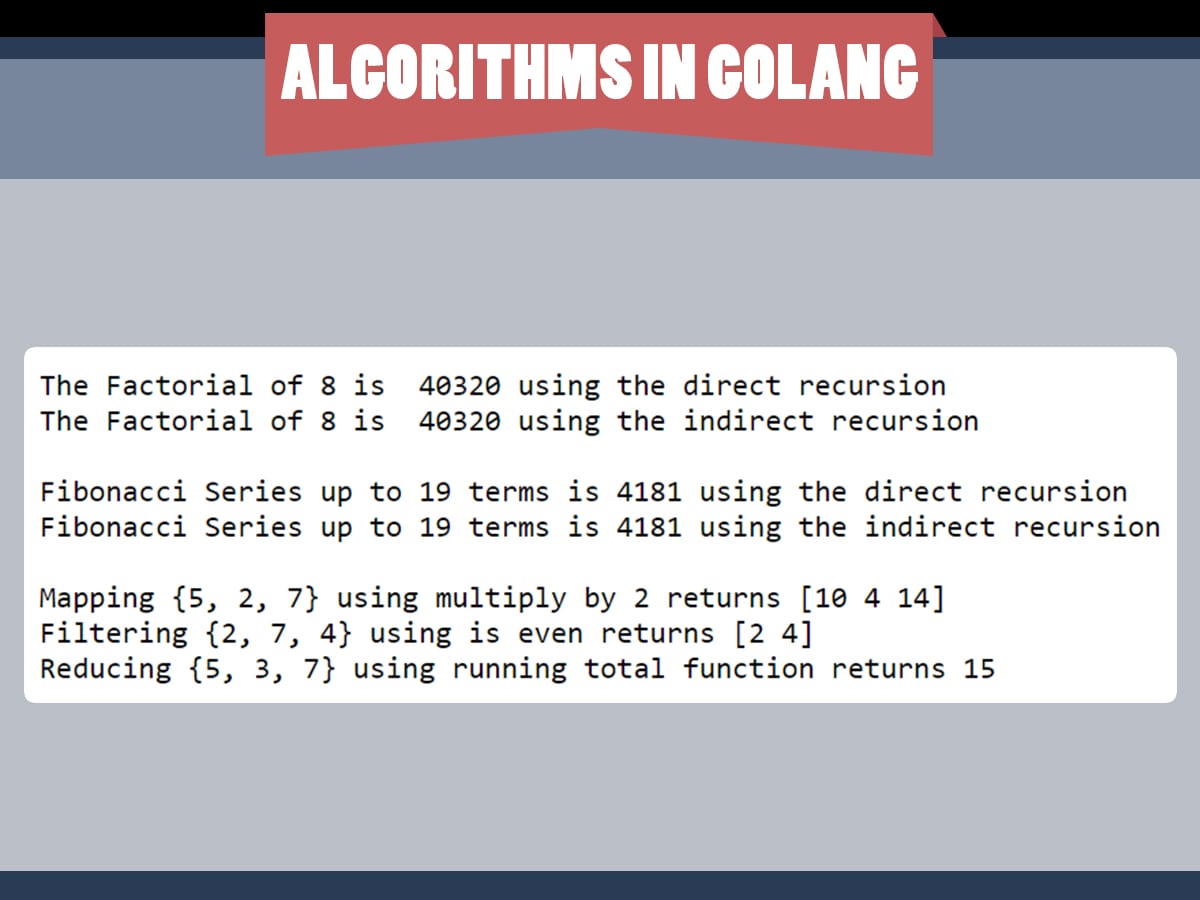 ALGORITHMS IN GOLANG
The Factorial of 8 is  40320 using the direct recursion
The Factorial of 8 is  40320 using the indirect recursion
Fibonacci Series up to 19 terms is 4181 using the direct recursion
Fibonacci Series up to 19 terms is 4181 using the indirect recursion
Mapping {5, 2, 7} using multiply by 2 returns [10 4 14]
Filtering {2, 7, 4} using is even returns [2 4]
Reducing {5, 3, 7} using running total function returns 15